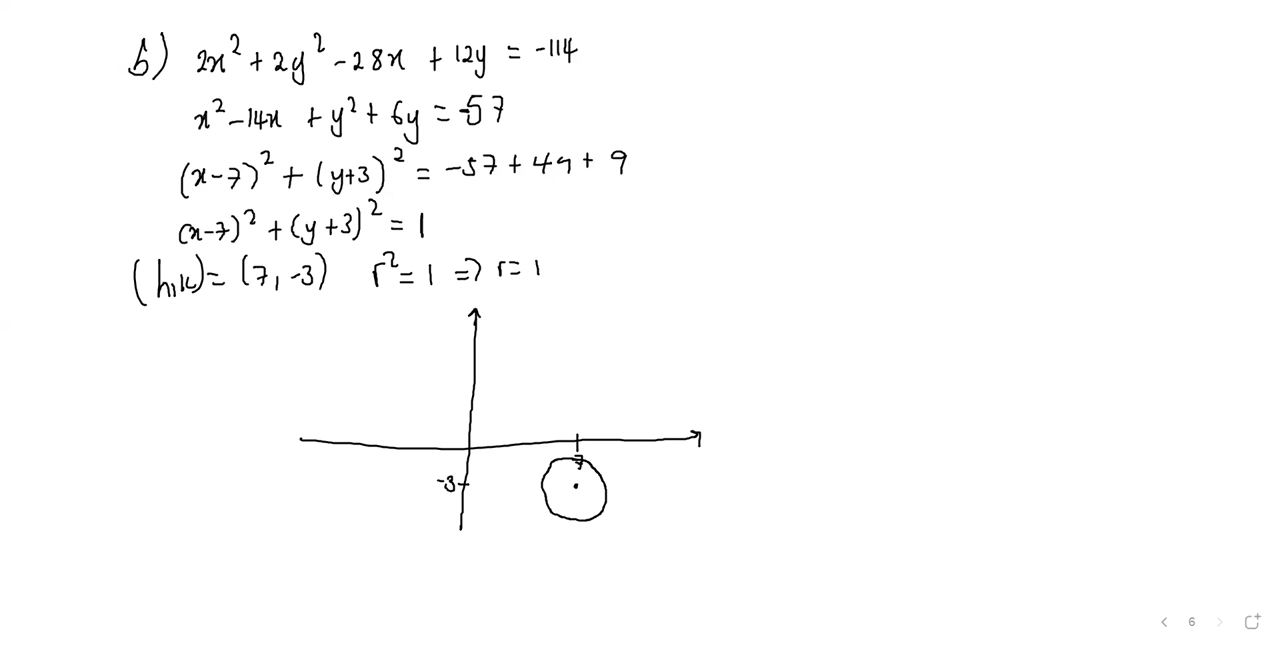 b) 2x² + 2y² - 28x + 12y = -114
x² - 14x + y² + 6y = -57
(x-7)² + (y+3)² = -57 + 49 + 9
(x-7)² + (y+3)² = 1
(h,k) = (7, -3) r² = 1 => r = 1
7
-3
6